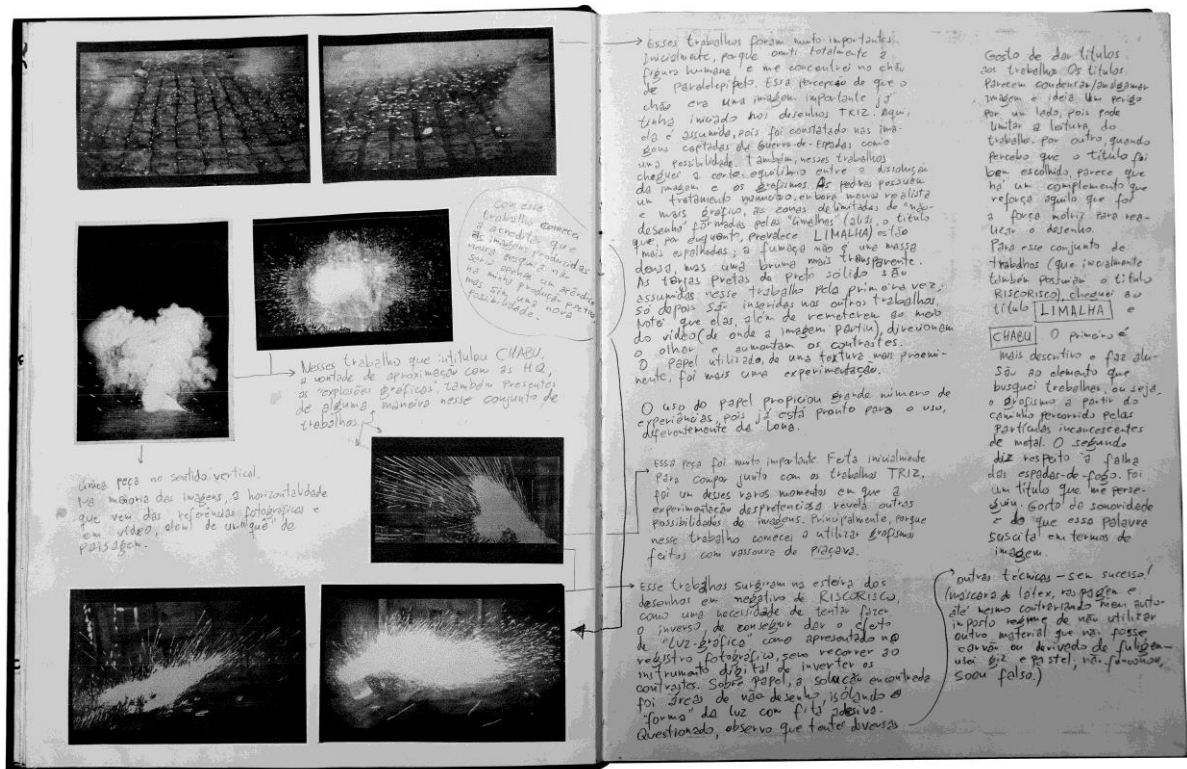 Com esse
trabalho comecei
a acreditar que
as imagens produzidas
nessa pesquisa não
seria apenas um
na minha produção
mas sim uma nova
possibilidade.
Nesses trabalho que intitulou CHABU,
a vontade de aproximação com as HQ,
as "explosões gráficas" também presentes
de alguma maneira nesse conjunto de
trabalhos.
Única peça no sentido vertical.
Na maioria das imagens, a horizontalidade
que vem das referências fotográficas e
em vídeo, além de um "quê" de
paisagem.
Esses trabalhos foram muito importantes.
Inicialmente, porque omiti totalmente a
figura humana e me concentrei no chão
de paralelepípedo. Essa percepção de que o
chão era uma imagem importante já
tinha iniciado nos desenhos TRIZ. Aqui,
ela é assumida, pois foi constatado nas ima-
gens captadas da Guerra-de-Espadas como
uma possibilidade. Também, nesses trabalhos
cheguei a certo equilíbrio entre a dissolução
da imagem e os grafismos. As pedras possuem
um tratamento, embora menos realista
e mais gráfico, as zonas delimitadas de "não-
desenho" formadas pelas "limalhas" (aliás, o título
que, por enquanto, prevalece LIMALHA) estão
mais espalhadas; a fumaça não é uma massa
densa, mas uma bruma mais transparente.
As tarjas pretas de preto sólido são
assumidas nesse trabalho pela primeira vez,
só depois são inseridas nos outros trabalhos.
Note que elas, além de remeterem ao meio
do vídeo (de onde a imagem partiu), direcionam
o olhar e aumentam os contrastes.
O papel utilizado, de uma textura mais proemi-
nente, foi mais uma experimentação.
O uso do papel propiciou grande número de
experiências, pois já está pronto para o uso,
diferentemente da lona.
Essa peça foi muito importante. Feita inicialmente
para compor junto com os trabalhos TRIZ,
foi um desses raros momentos em que a
experimentação despretenciosa revela outras
possibilidades de imagens. Principalmente, porque
nesse trabalho comecei a utilizar grafismo
feitos com vassoura de piaçava.
Esse trabalhos surgiram na esteira dos
desenhos em negativo de RISCORISCO,
como uma necessidade de tentar fazer
o inverso, de conseguir dar o efeito
de "luz-gráfica" como apresentado no
registro fotográfico, sem recorrer ao
instrumento digital de inverter os
contrastes. Sobre papel, a solução encontrada
foi áreas de não desenho, isolando a
"forma" da luz com fita adesiva.
Questionado, observo que tentei diversas
Gosto de dar títulos
ao trabalho. Os títulos
parecem condensar/amalgamar
imagem e ideia. Um perigo
por um lado, pois pode
limitar a leitura do
trabalho, por outro, quando
percebo que o título foi
bem escolhido, parece que
há um complemento que
reforça aquilo que foi
a força motriz para rea-
lizar o desenho.
Para esse conjunto de
trabalhos (que inicialmente
também possuíam o título
RISCORISCO), cheguei ao
título LIMALHA e
CHABU. O primeiro é
mais descritivo e faz alu-
são ao elemento que
busquei trabalhar, ou seja,
o grafismo a partir do
caminho percorrido pelas
partículas incandescentes
de metal. O segundo
diz respeito à falha
das espadas-de-fogo. Foi
um título que me perse-
guiu. Gosto da sonoridade
e do que essa palavra
suscita em termos de
imagem.
outras técnicas - sem sucesso!
(máscara de látex, raspagem e
até mesmo contrariando meu auto-
imposto regime de não utilizar
outro material que não fosse
carvão ou derivado de fuligem -
usei giz e pastel, não funcionou,
soou falso.)